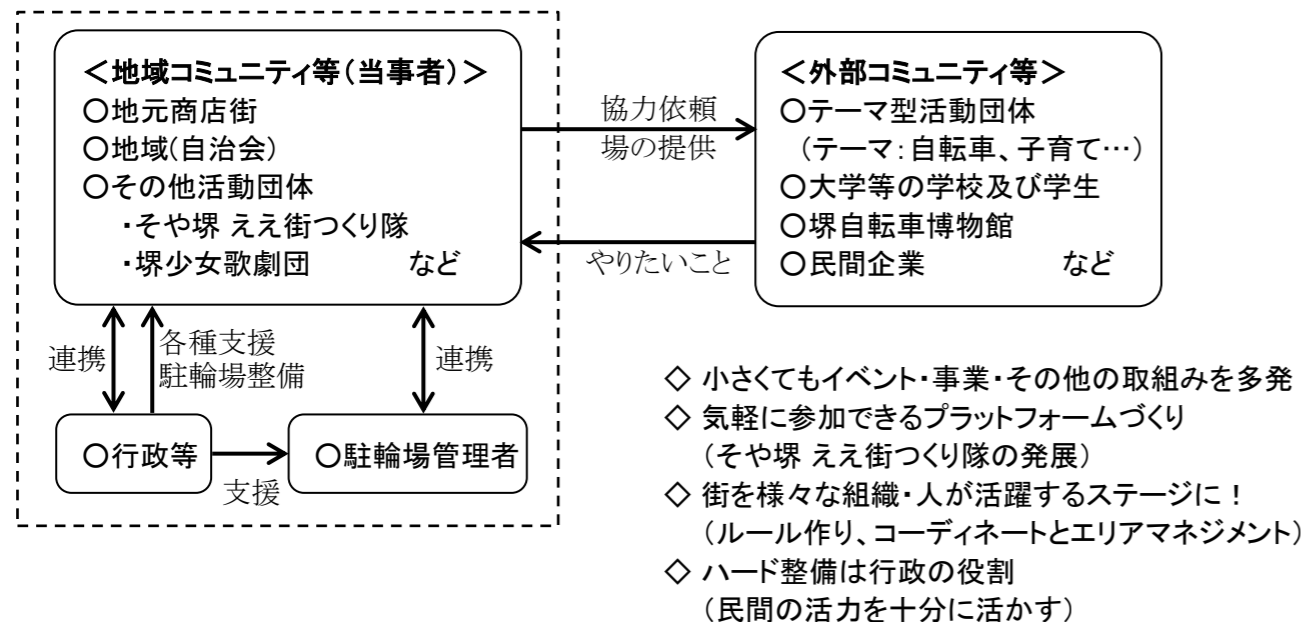 ＜地域コミュニティ等（当事者）＞
〇地元商店街
〇地域(自治会)
〇その他活動団体
・そや堺 ええ街つくり隊
・堺少女歌劇団　　　など
協力依頼
場の提供
やりたいこと
＜外部コミュニティ等＞
〇テーマ型活動団体
（テーマ：自転車、子育て…）
〇大学等の学校及び学生
〇堺自転車博物館
〇民間企業　　　　など
連携
各種支援
駐輪場整備
連携
〇行政等
支援
〇駐輪場管理者
◇ 小さくてもイベント・事業・その他の取組みを多発
◇ 気軽に参加できるプラットフォームづくり
（そや堺 ええ街つくり隊の発展）
◇ 街を様々な組織・人が活躍するステージに！
（ルール作り、コーディネートとエリアマネジメント）
◇ ハード整備は行政の役割
（民間の活力を十分に活かす）